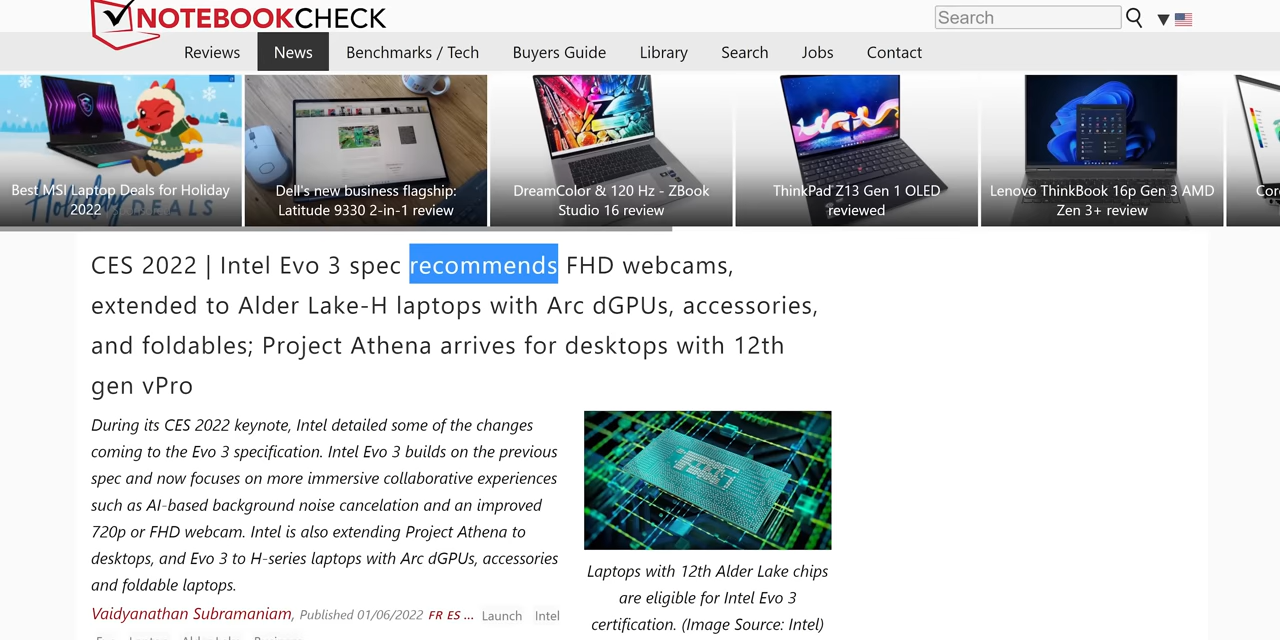 NOTEBOOKCHECK
Search
Reviews
News
Benchmarks / Tech
Buyers Guide
Library
Search
Jobs
Contact
Best MSI Laptop Deals for Holiday
2022
Holiday DEALS
Dell's new business flagship:
Latitude 9330 2-in-1 review
DreamColor & 120 Hz - ZBook
Studio 16 review
ThinkPad Z13 Gen 1 OLED
reviewed
Lenovo ThinkBook 16p Gen 3 AMD
Zen 3+ review
CES 2022 | Intel Evo 3 spec recommends FHD webcams,
extended to Alder Lake-H laptops with Arc dGPUs, accessories,
and foldables; Project Athena arrives for desktops with 12th
gen vPro
During its CES 2022 keynote, Intel detailed some of the changes
coming to the Evo 3 specification. Intel Evo 3 builds on the previous
spec and now focuses on more immersive collaborative experiences
such as AI-based background noise cancelation and an improved
720p or FHD webcam. Intel is also extending Project Athena to
desktops, and Evo 3 to H-series laptops with Arc dGPUs, accessories
and foldable laptops.
Vaidyanathan Subramaniam, Published 01/06/2022 FR ES ... Launch Intel
Laptops with 12th Alder Lake chips
are eligible for Intel Evo 3
certification. (Image Source: Intel)